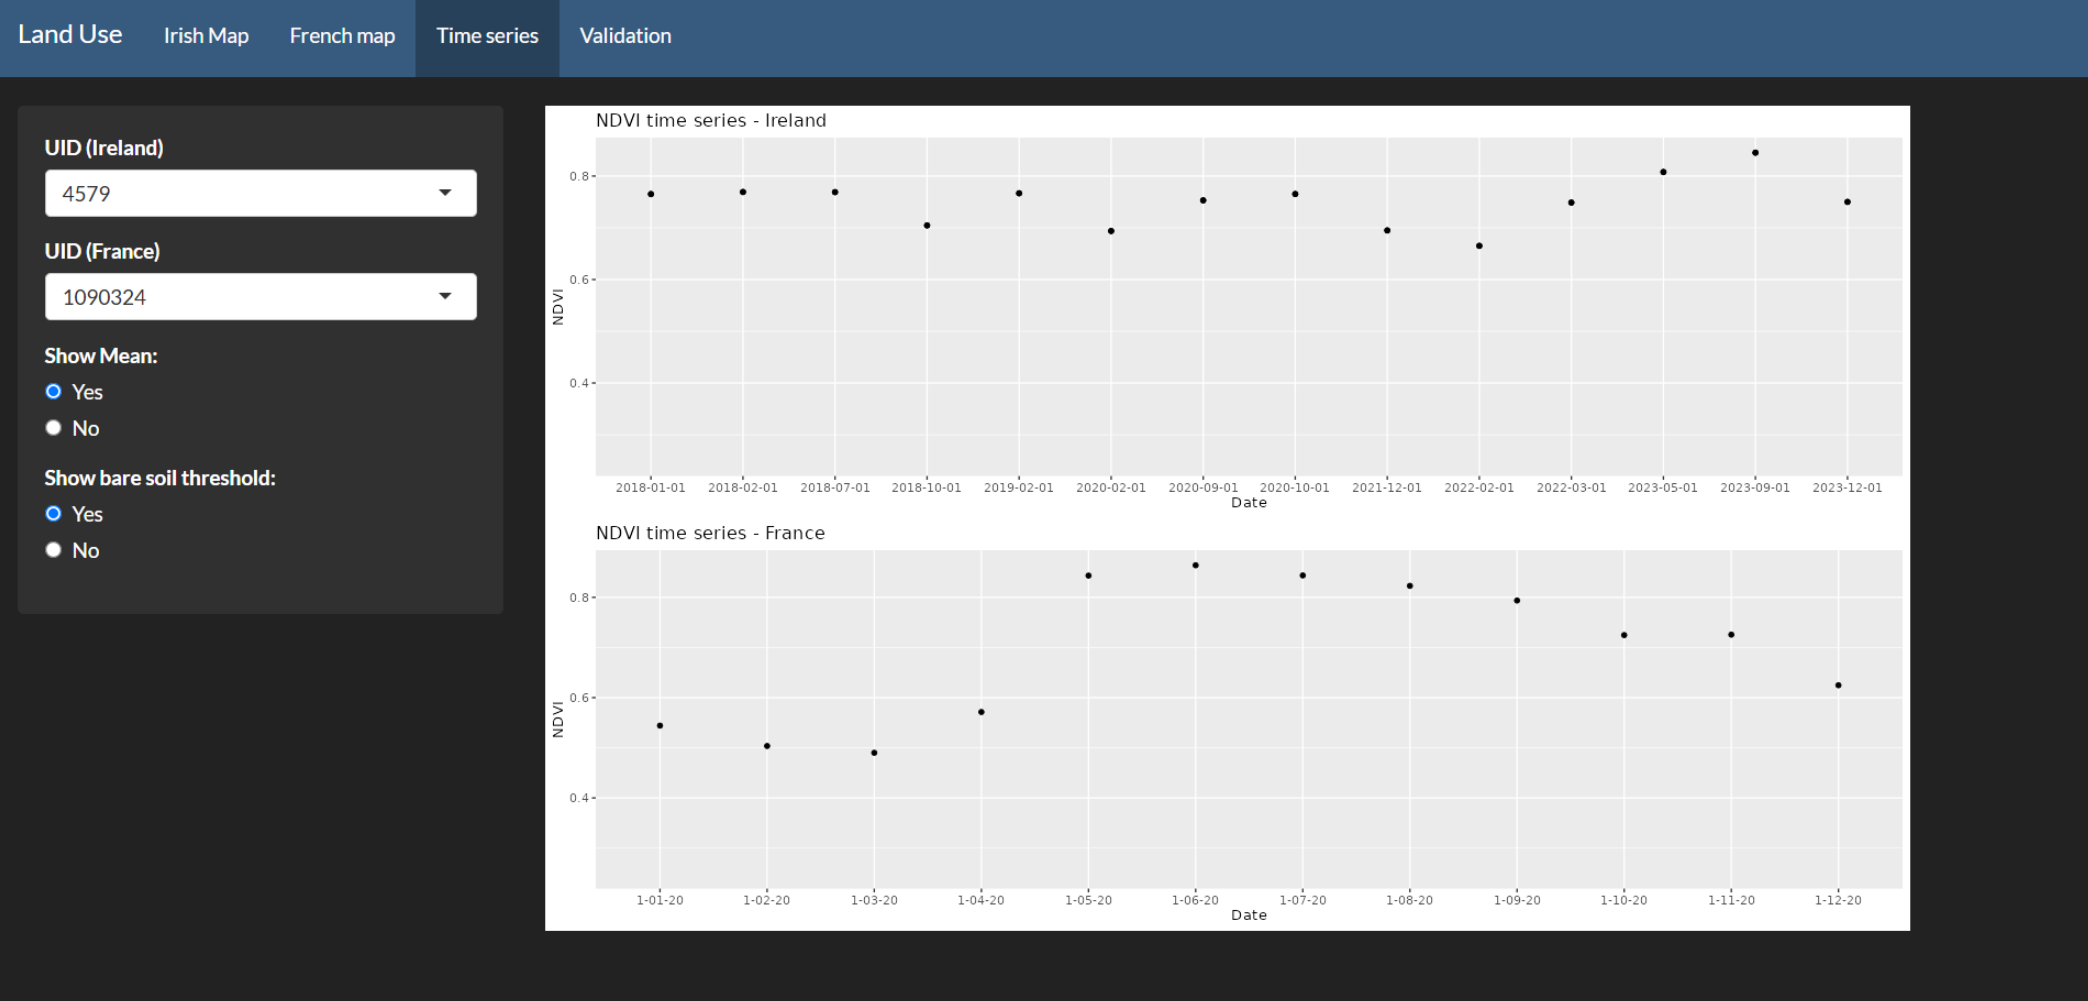 Land Use Irish Map French map Time series Validation
UID (Ireland)
4579
UID (France)
1090324
Show Mean:
Yes
No
Show bare soil threshold:
Yes
No
NDVI time series - Ireland
NDVI
0.8
0.6
0.4
2018-01-01 2018-02-01 2018-07-01 2018-10-01 2019-02-01 2020-02-01 2020-09-01 2020-10-01 2021-12-01 2022-02-01 2022-03-01 2023-05-01 2023-09-01 2023-12-01
Date
NDVI time series - France
NDVI
0.8
0.6
0.4
1-01-20 1-02-20 1-03-20 1-04-20 1-05-20 1-06-20 1-07-20 1-08-20 1-09-20 1-10-20 1-11-20 1-12-20
Date